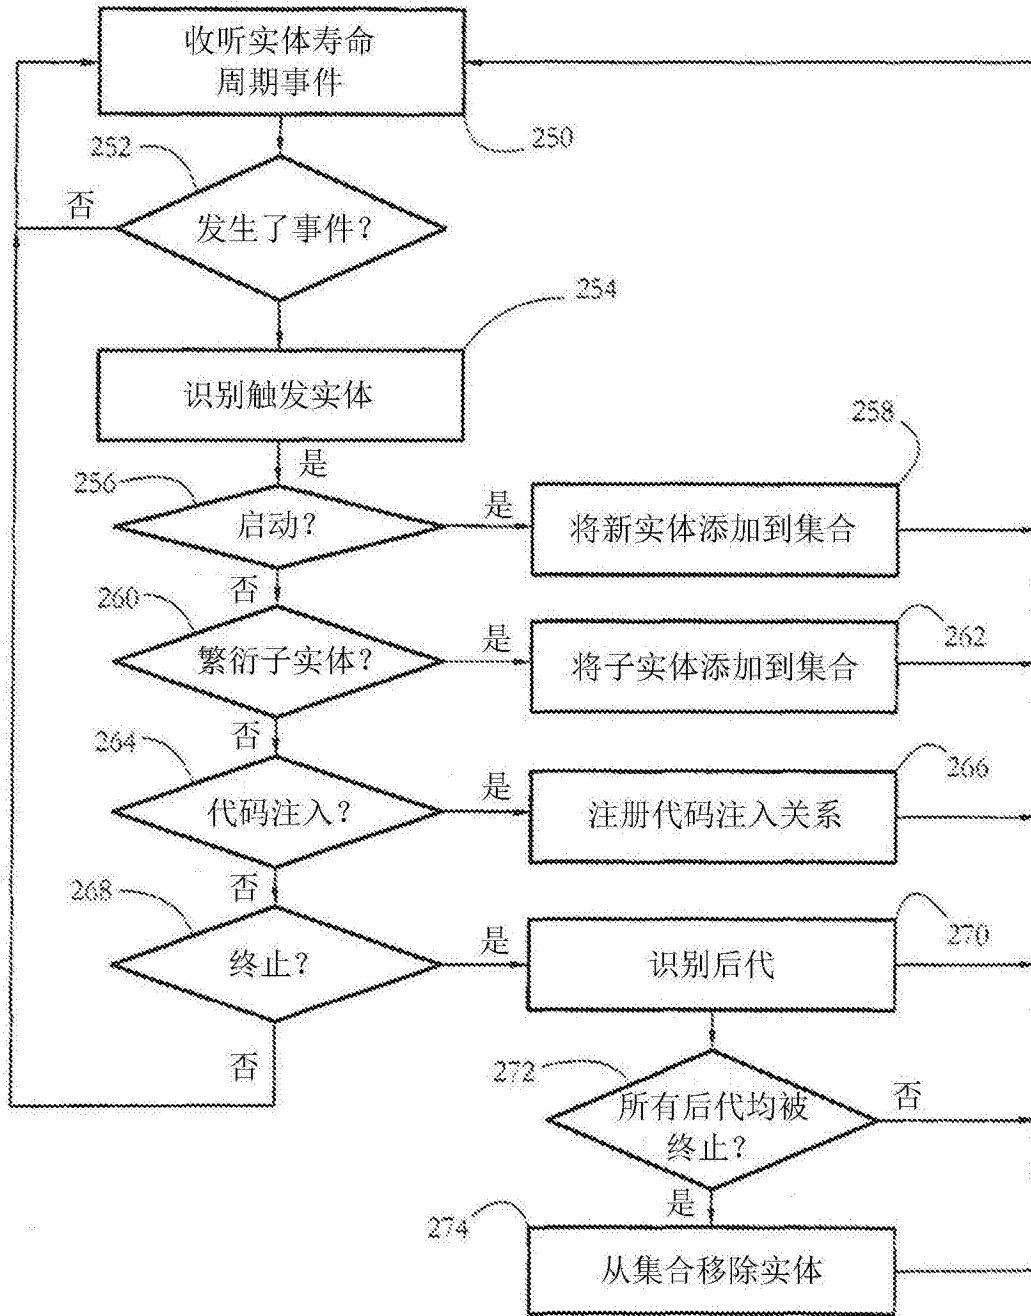 收听实体寿命
周期事件
250
252
否
发生了事件?
254
识别触发实体
是
256
启动?
是
258
将新实体添加到集合
否
260
繁衍子实体?
是
262
将子实体添加到集合
否
264
代码注入?
是
266
注册代码注入关系
否
268
终止?
是
270
识别后代
否
272
所有后代均被
终止?
否
是
274
从集合移除实体